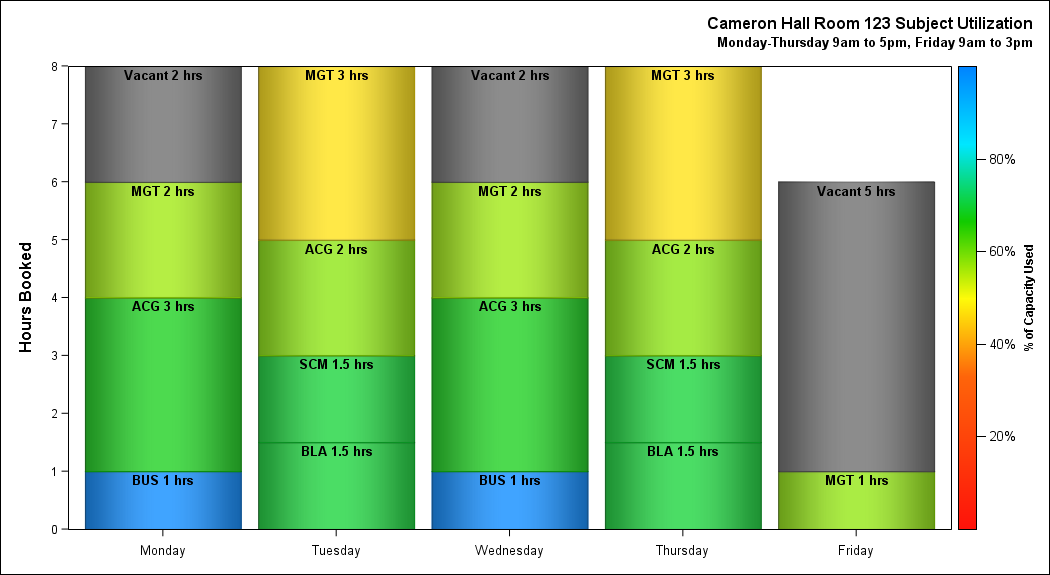 Cameron Hall Room 123 Subject Utilization
Monday-Thursday 9am to 5pm, Friday 9am to 3pm
Hours Booked
8
7
6
5
4
3
2
1
0
Vacant 2 hrs
MGT 2 hrs
ACG 3 hrs
BUS 1 hrs
MGT 3 hrs
ACG 2 hrs
SCM 1.5 hrs
BLA 1.5 hrs
Vacant 2 hrs
MGT 2 hrs
ACG 3 hrs
BUS 1 hrs
MGT 3 hrs
ACG 2 hrs
SCM 1.5 hrs
BLA 1.5 hrs
Vacant 5 hrs
MGT 1 hrs
Monday
Tuesday
Wednesday
Thursday
Friday
80%
60%
40%
20%
% of Capacity Used